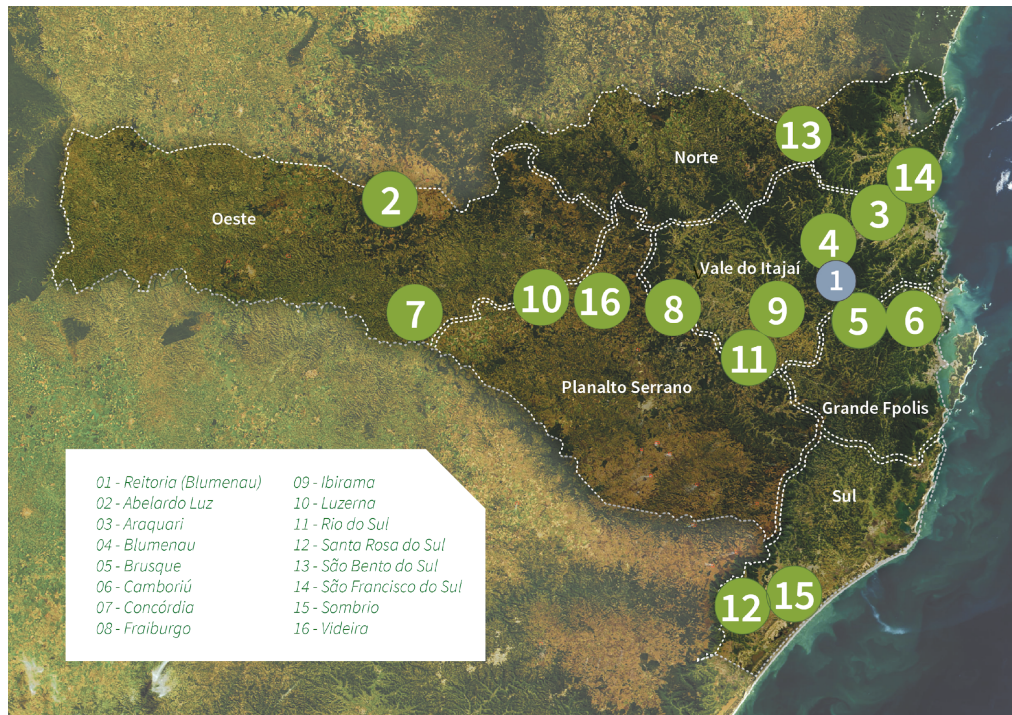 13
Norte
14
2
3
Oeste
4
Vale do Itajaí
1
7
10
16
8
9
5
6
11
Planalto Serrano
Grande Fpolis
Sul
12
15
01 - Reitoria (Blumenau)
02 - Abelardo Luz
03 - Araquari
04 - Blumenau
05 - Brusque
06 - Camboriú
07 - Concórdia
08 - Fraiburgo
09 - Ibirama
10 - Luzerna
11 - Rio do Sul
12 - Santa Rosa do Sul
13 - São Bento do Sul
14 - São Francisco do Sul
15 - Sombrio
16 - Videira